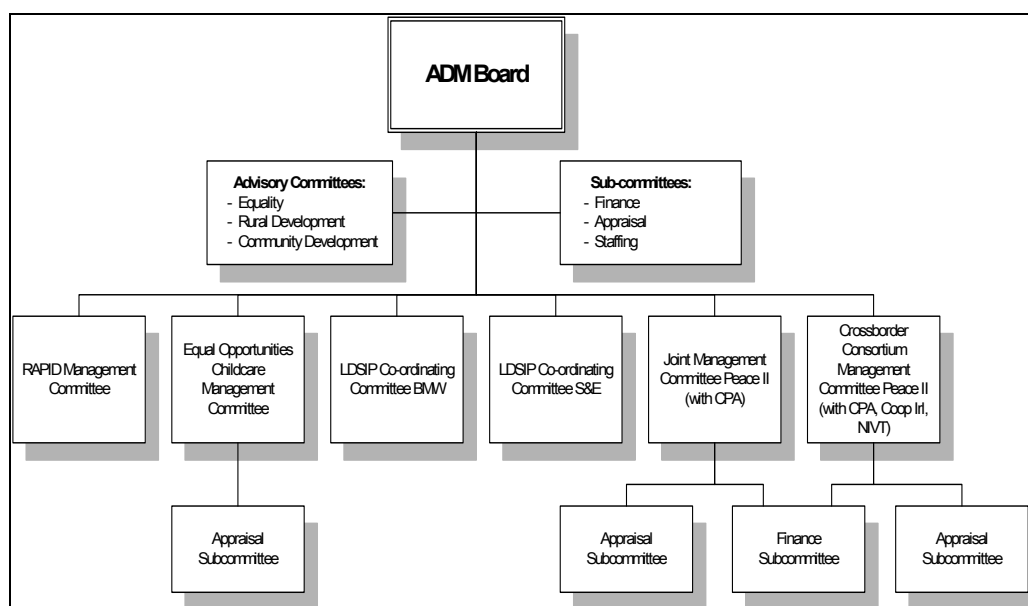 ADM Board
Advisory Committees:
- Equality
- Rural Development
- Community Development
Sub-committees:
- Finance
- Appraisal
- Staffing
RAPID Management
Committee
Equal Opportunities
Childcare
Management
Committee
LDSIP Co-ordinating
Committee BMW
LDSIP Co-ordinating
Committee S&E
Joint Management
Committee Peace II
(with CPA)
Crossborder
Consortium
Management
Committee Peace II
(with CPA, Coop Irl,
NIVT)
Appraisal
Subcommittee
Appraisal
Subcommittee
Finance
Subcommittee
Appraisal
Subcommittee